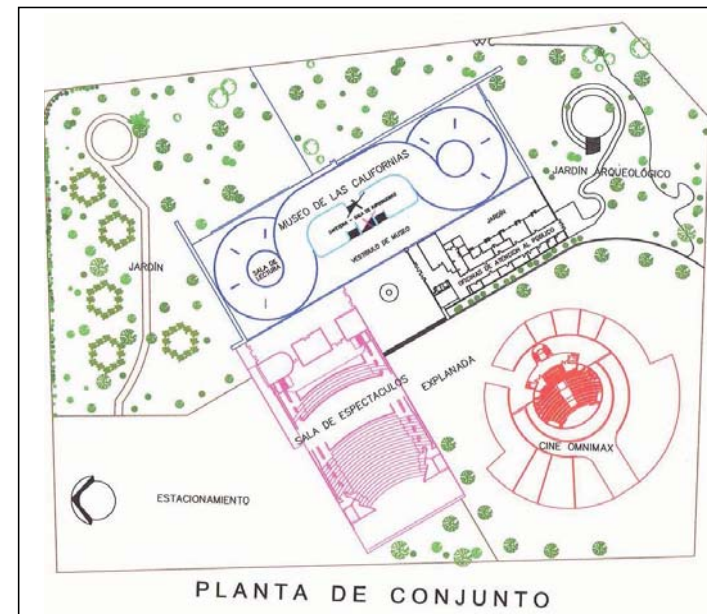 MUSEO DE LAS CALIFORNIAS
JARDÍN ARQUEOLÓGICO
JARDÍN
VESTIBULO DE MUSEO
SALA DE
LECTURA
OFICINAS DE ATENCION AL PÚBLICO
JARDÍN
EXPLANADA
SALA DE ESPECTACULOS
CINE OMNIMAX
ESTACIONAMIENTO
PLANTA DE CONJUNTO